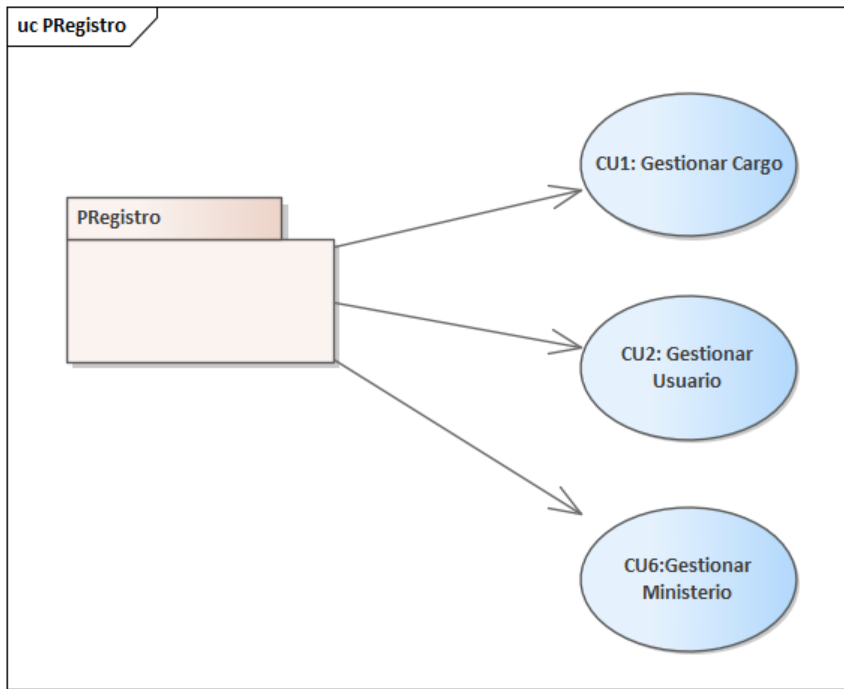 uc PRegistro
PRegistro
CU1: Gestionar Cargo
CU2: Gestionar
Usuario
CU6:Gestionar
Ministerio